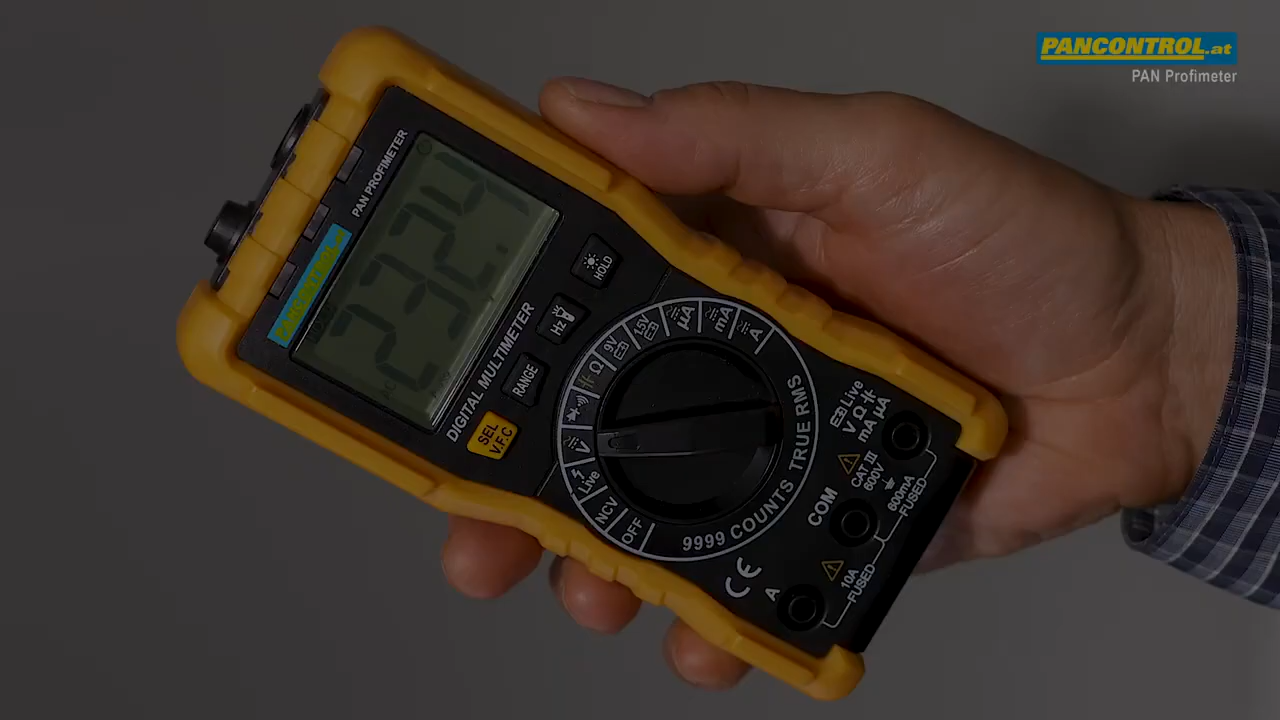 PANCONTROL.at
PAN Profimeter
PAN PROFIMETER
PANCONTROL.at
DIGITAL MULTIMETER
HOLD
Hz
RANGE
SEL
V.F.C
OFF
NCV
Live
V
Ω
9V
1.5V
µA
mA
A
9999 COUNTS TRUE RMS
Live
V Ω
mA µA
CAT III
600V
COM
600mA
FUSED
10A
FUSED
A
CE